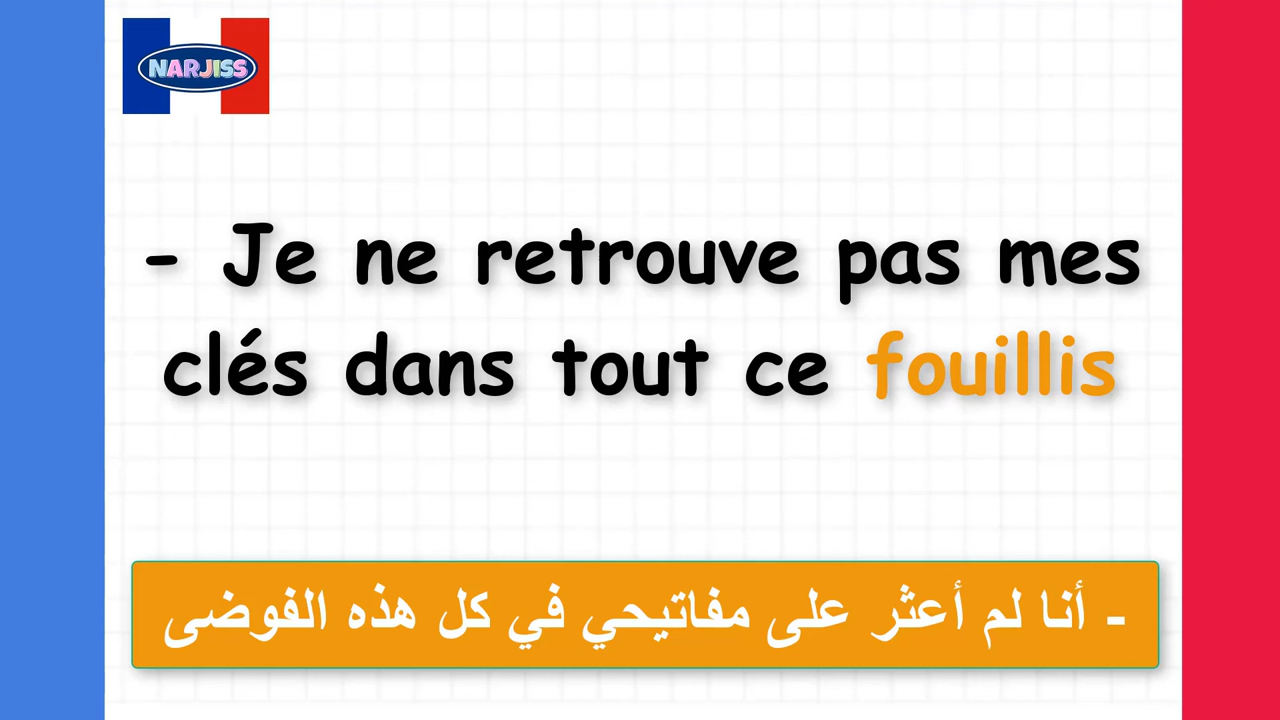 NARJISS
- Je ne retrouve pas mes
clés dans tout ce fouillis
- أنا لم أعثر على مفاتيحي في كل هذه الفوضى